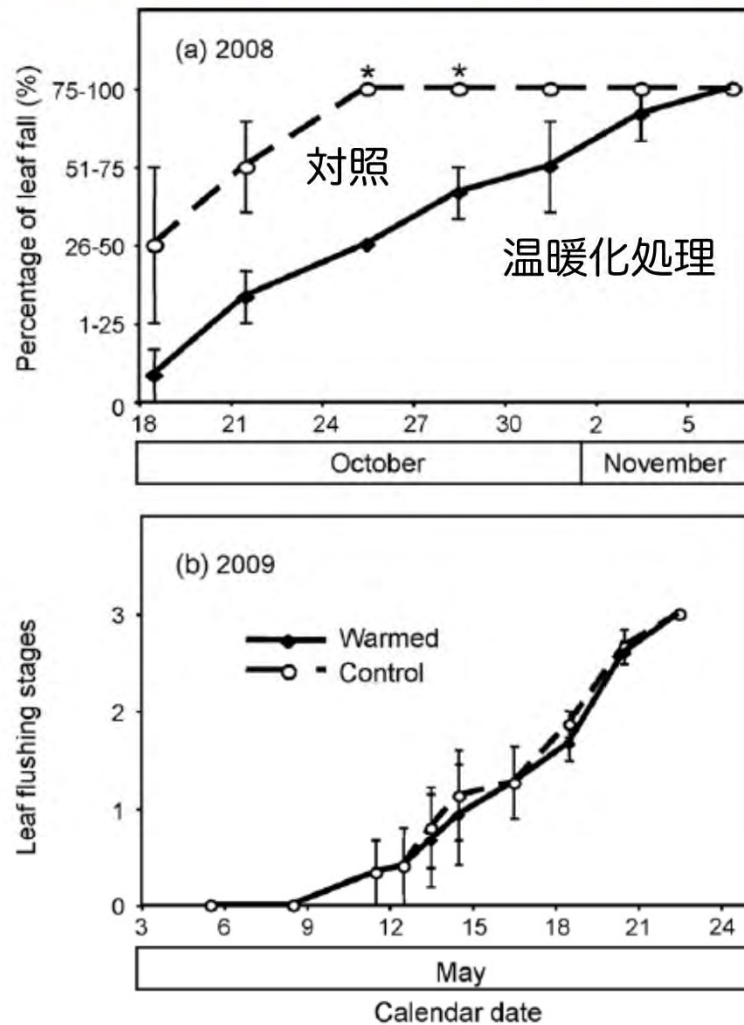 (a) 2008
Percentage of leaf fall (%)
75-100
51-75
26-50
1-25
0
* *
対照
温暖化処理
18 21 24 27 30 2 5
October November
(b) 2009
Leaf flushing stages
3
2
1
0
Warmed
Control
3 6 9 12 15 18 21 24
May
Calendar date